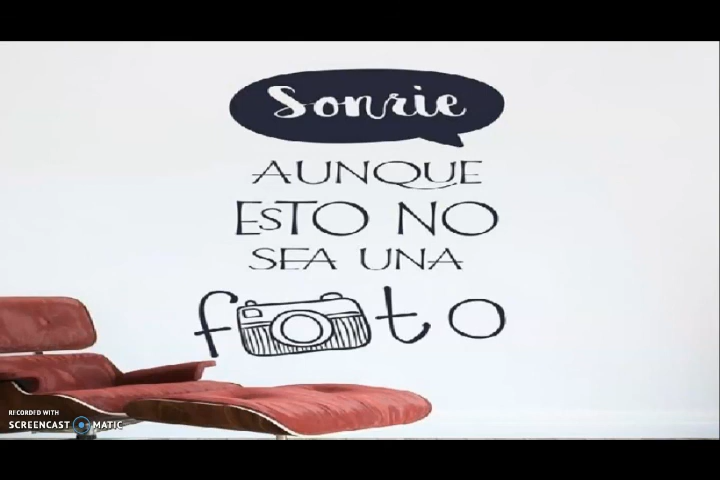 Sonrie
AUNQUE
ESTO NO
SEA UNA
foto
RECORDED WITH
SCREENCAST MATIC